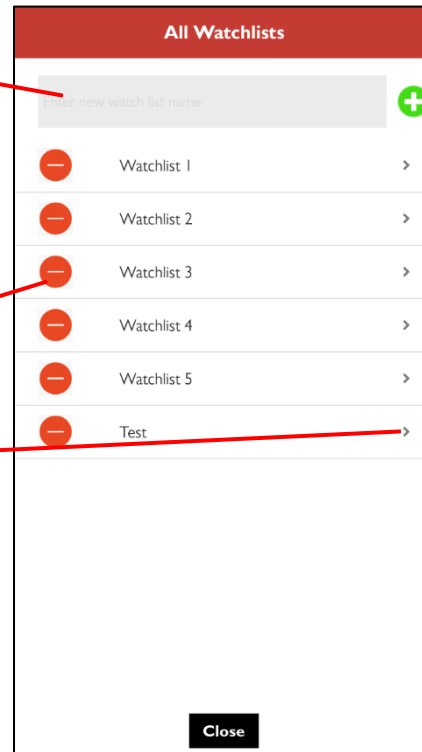 All Watchlists
Enter new watch list name
Watchlist 1
Watchlist 2
Watchlist 3
Watchlist 4
Watchlist 5
Test
Close